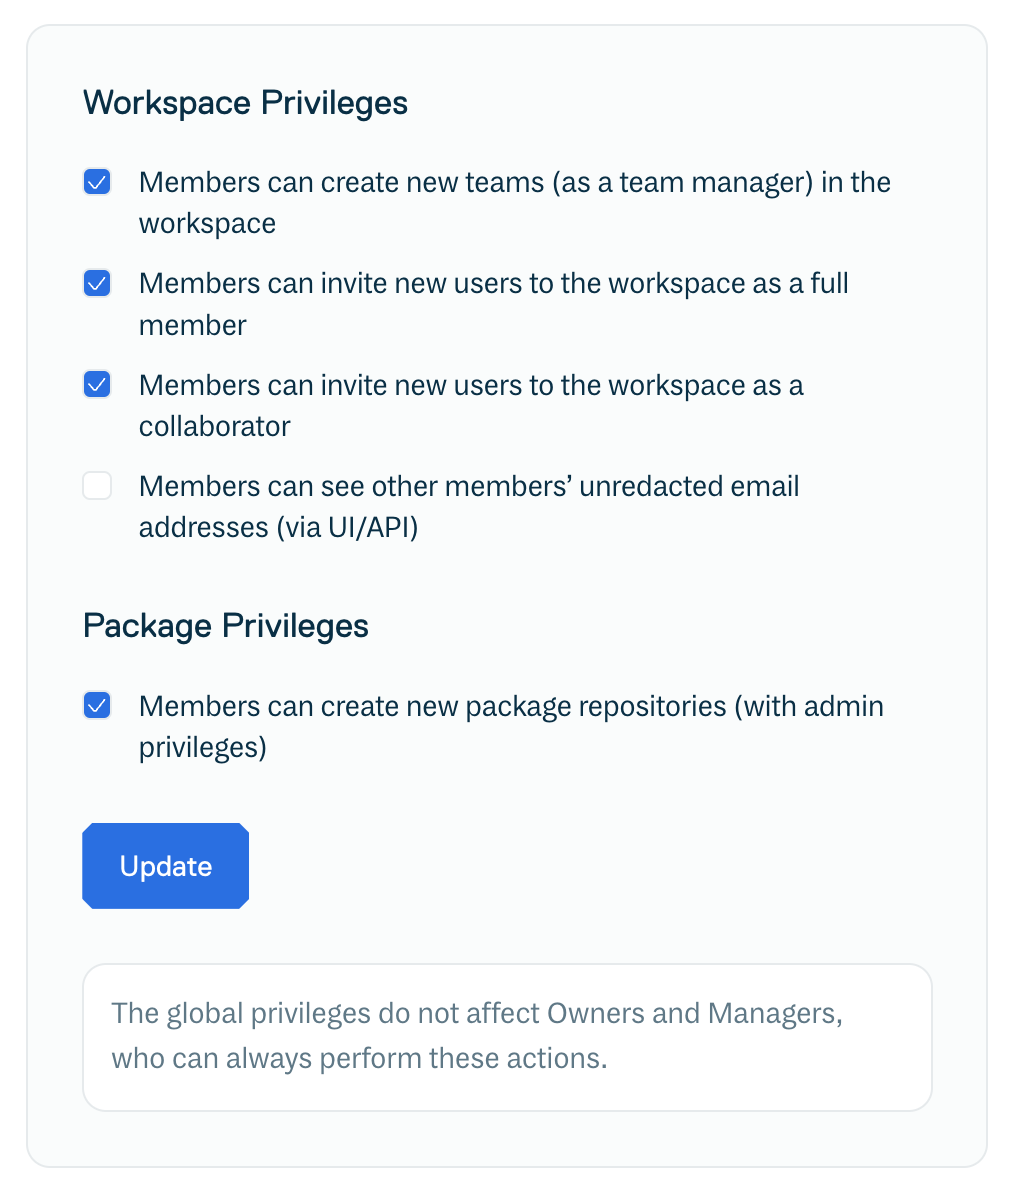 Workspace Privileges
Members can create new teams (as a team manager) in the
workspace
Members can invite new users to the workspace as a full
member
Members can invite new users to the workspace as a
collaborator
Members can see other members’ unredacted email
addresses (via UI/API)
Package Privileges
Members can create new package repositories (with admin
privileges)
Update
The global privileges do not affect Owners and Managers,
who can always perform these actions.